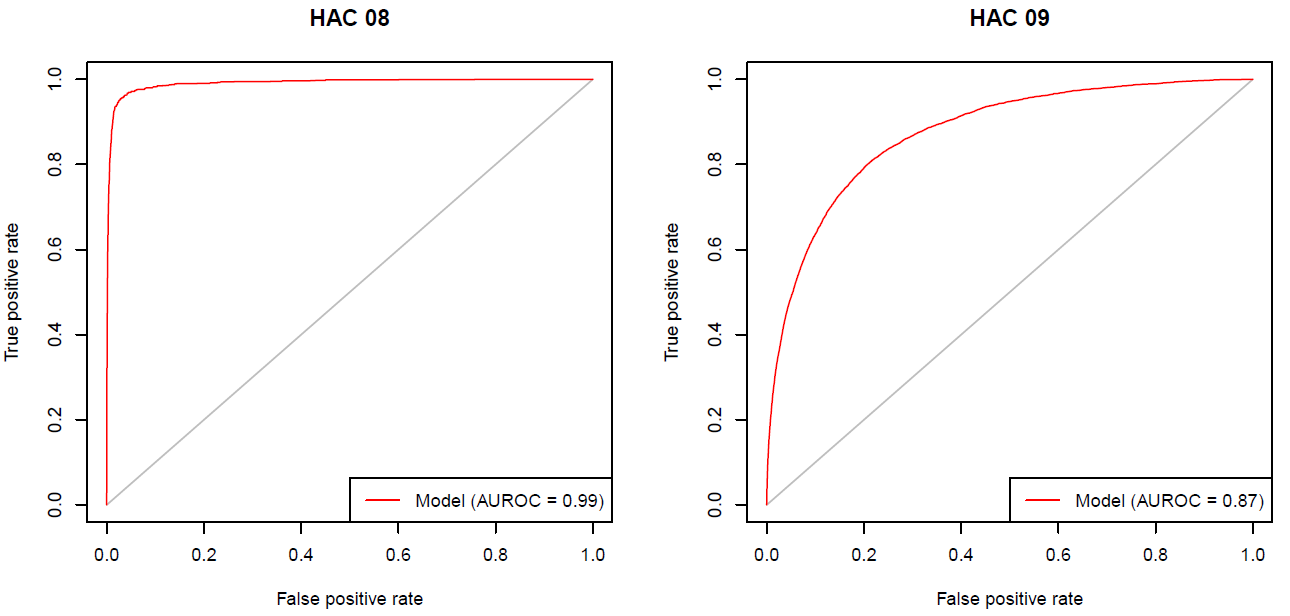 HAC 08
True positive rate
1.0
0.8
0.6
0.4
0.2
0.0
Model (AUROC = 0.99)
0.0 0.2 0.4 0.6 0.8 1.0
False positive rate
HAC 09
True positive rate
1.0
0.8
0.6
0.4
0.2
0.0
Model (AUROC = 0.87)
0.0 0.2 0.4 0.6 0.8 1.0
False positive rate